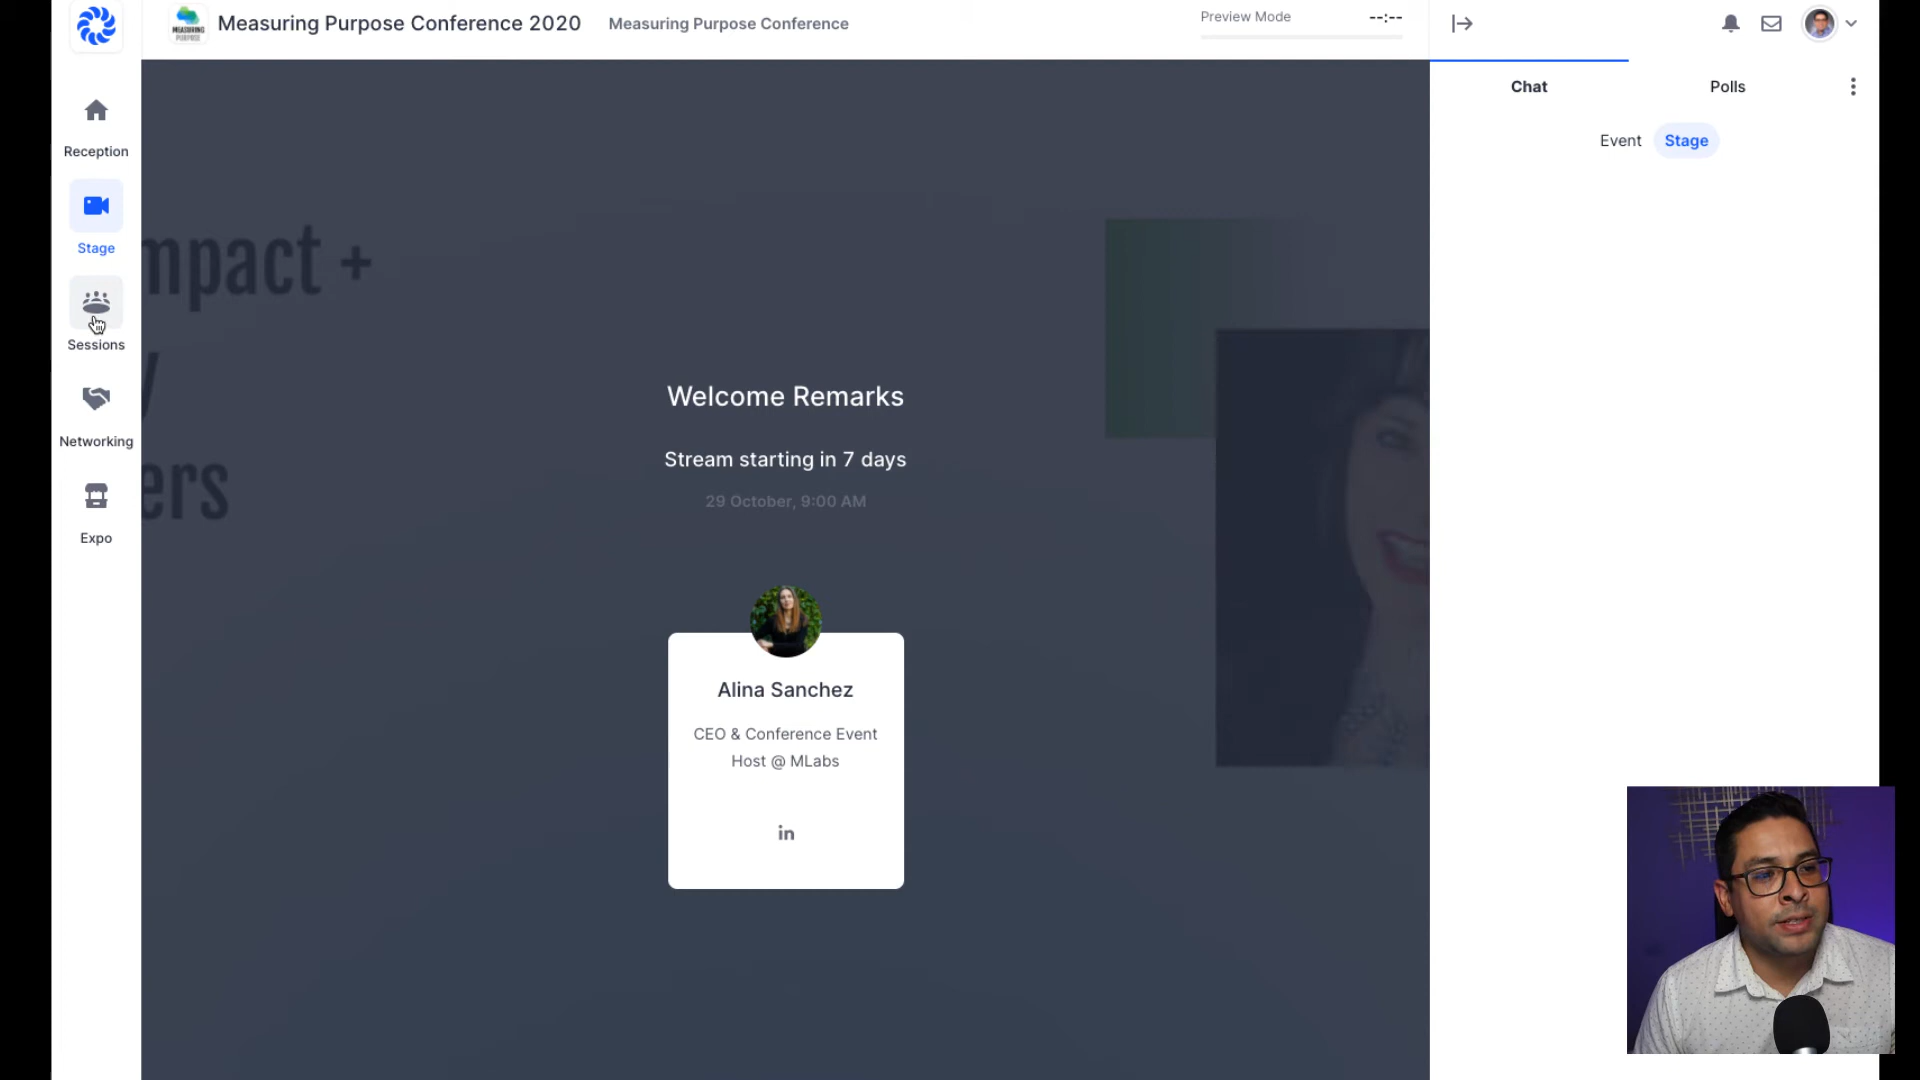 MEASURING
PURPOSE
Measuring Purpose Conference 2020
Measuring Purpose Conference
Preview Mode
--:--
Chat
Polls
Event
Stage
Reception
Stage
Sessions
Networking
Expo
mpact +
y
ers
Welcome Remarks
Stream starting in 7 days
29 October, 9:00 AM
Alina Sanchez
CEO & Conference Event
Host @ MLabs
in